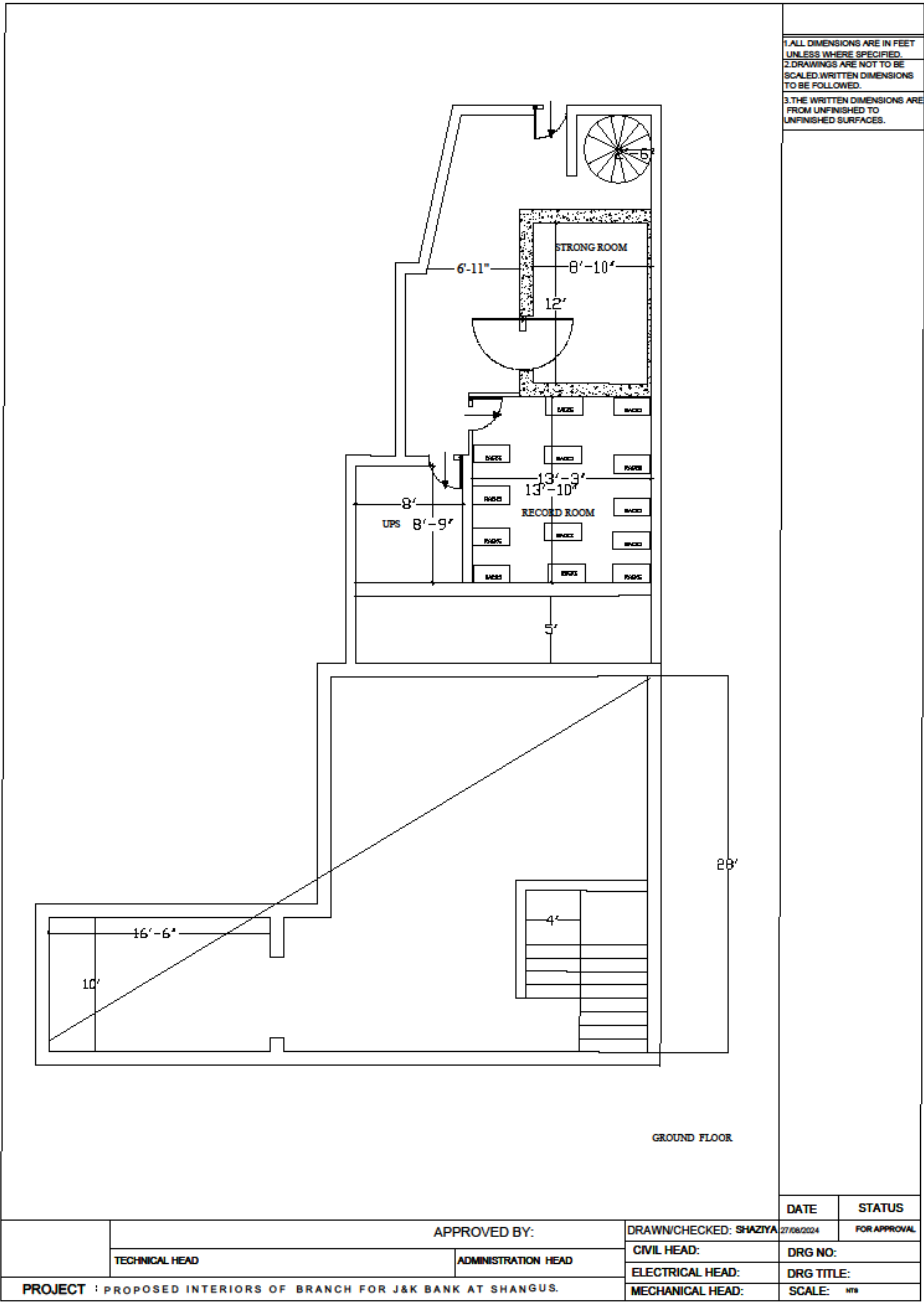 1.ALL DIMENSIONS ARE IN FEET
UNLESS WHERE SPECIFIED.
2.DRAWINGS ARE NOT TO BE
SCALED.WRITTEN DIMENSIONS
TO BE FOLLOWED.
3.THE WRITTEN DIMENSIONS ARE
FROM UNFINISHED TO
UNFINISHED SURFACES.
STRONG ROOM
6'-11"
8'-10"
12'
13'-3"
13'-10"
8'
UPS 8'-9"
RECORD ROOM
5'
28'
4'
16'-6"
10'
GROUND FLOOR
DATE STATUS
APPROVED BY:
DRAWN/CHECKED: SHAZIYA 27/08/2024 FOR APPROVAL
TECHNICAL HEAD ADMINISTRATION HEAD
CIVIL HEAD: DRG NO:
ELECTRICAL HEAD: DRG TITLE:
PROJECT : PROPOSED INTERIORS OF BRANCH FOR J&K BANK AT SHANGUS.
MECHANICAL HEAD: SCALE: NTS